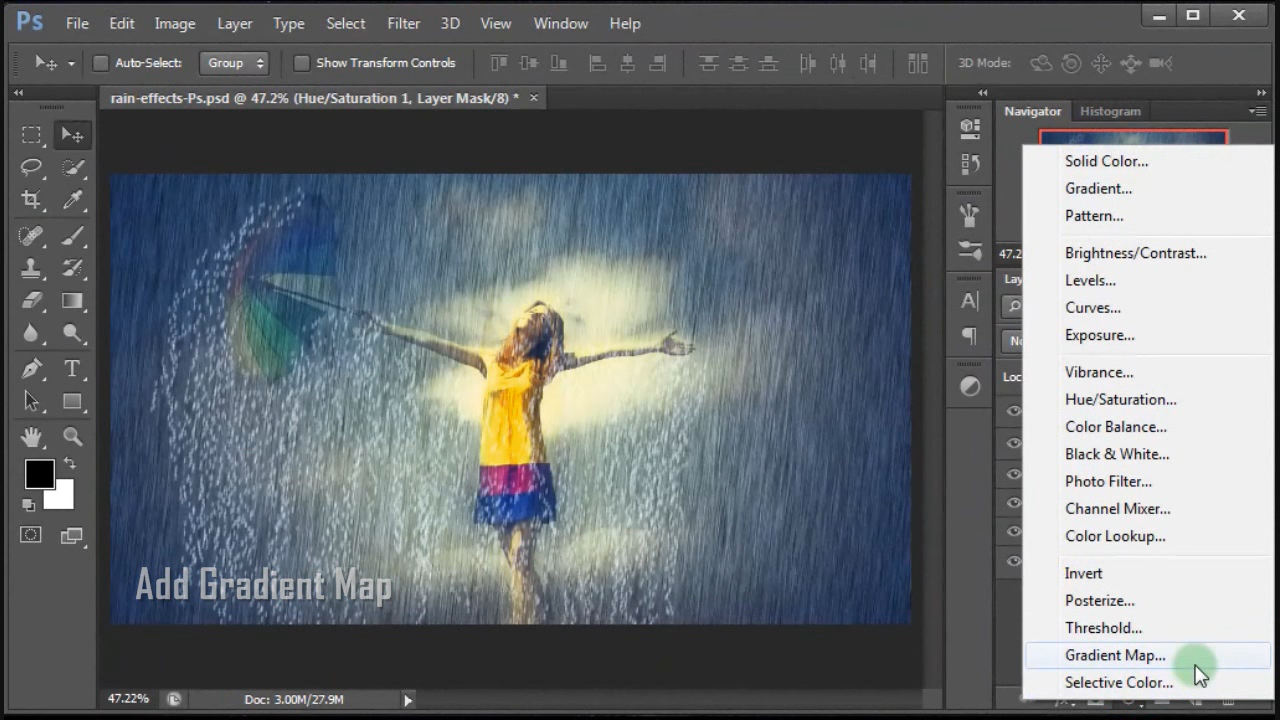 Ps File Edit Image Layer Type Select Filter 3D View Window Help
Auto-Select: Group Show Transform Controls 3D Mode:
rain-effects-Ps.psd @ 47.2% (Hue/Saturation 1, Layer Mask/8) * ×
Navigator Histogram
Solid Color...
Gradient...
Pattern...
47.2
Brightness/Contrast...
Levels...
Curves...
Exposure...
Vibrance...
Hue/Saturation...
Color Balance...
Black & White...
Photo Filter...
Channel Mixer...
Color Lookup...
Invert
Posterize...
Threshold...
Gradient Map...
Selective Color...
Add Gradient Map
47.22% Doc: 3.00M/27.9M